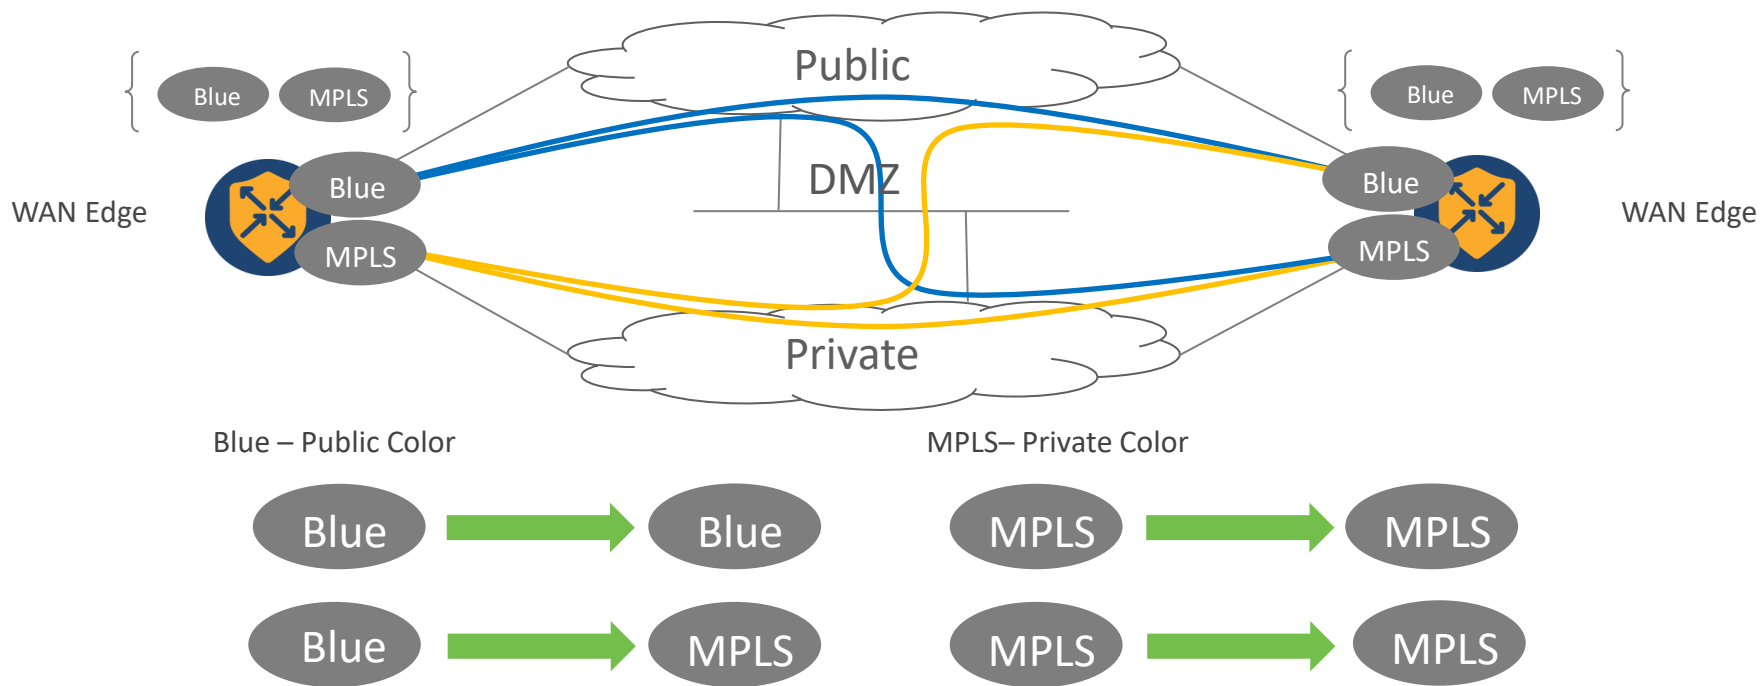 Public
Blue MPLS
Blue MPLS
DMZ
Blue
Blue
WAN Edge
WAN Edge
MPLS
MPLS
Private
Blue – Public Color
MPLS– Private Color
Blue Blue
MPLS MPLS
Blue MPLS
MPLS MPLS